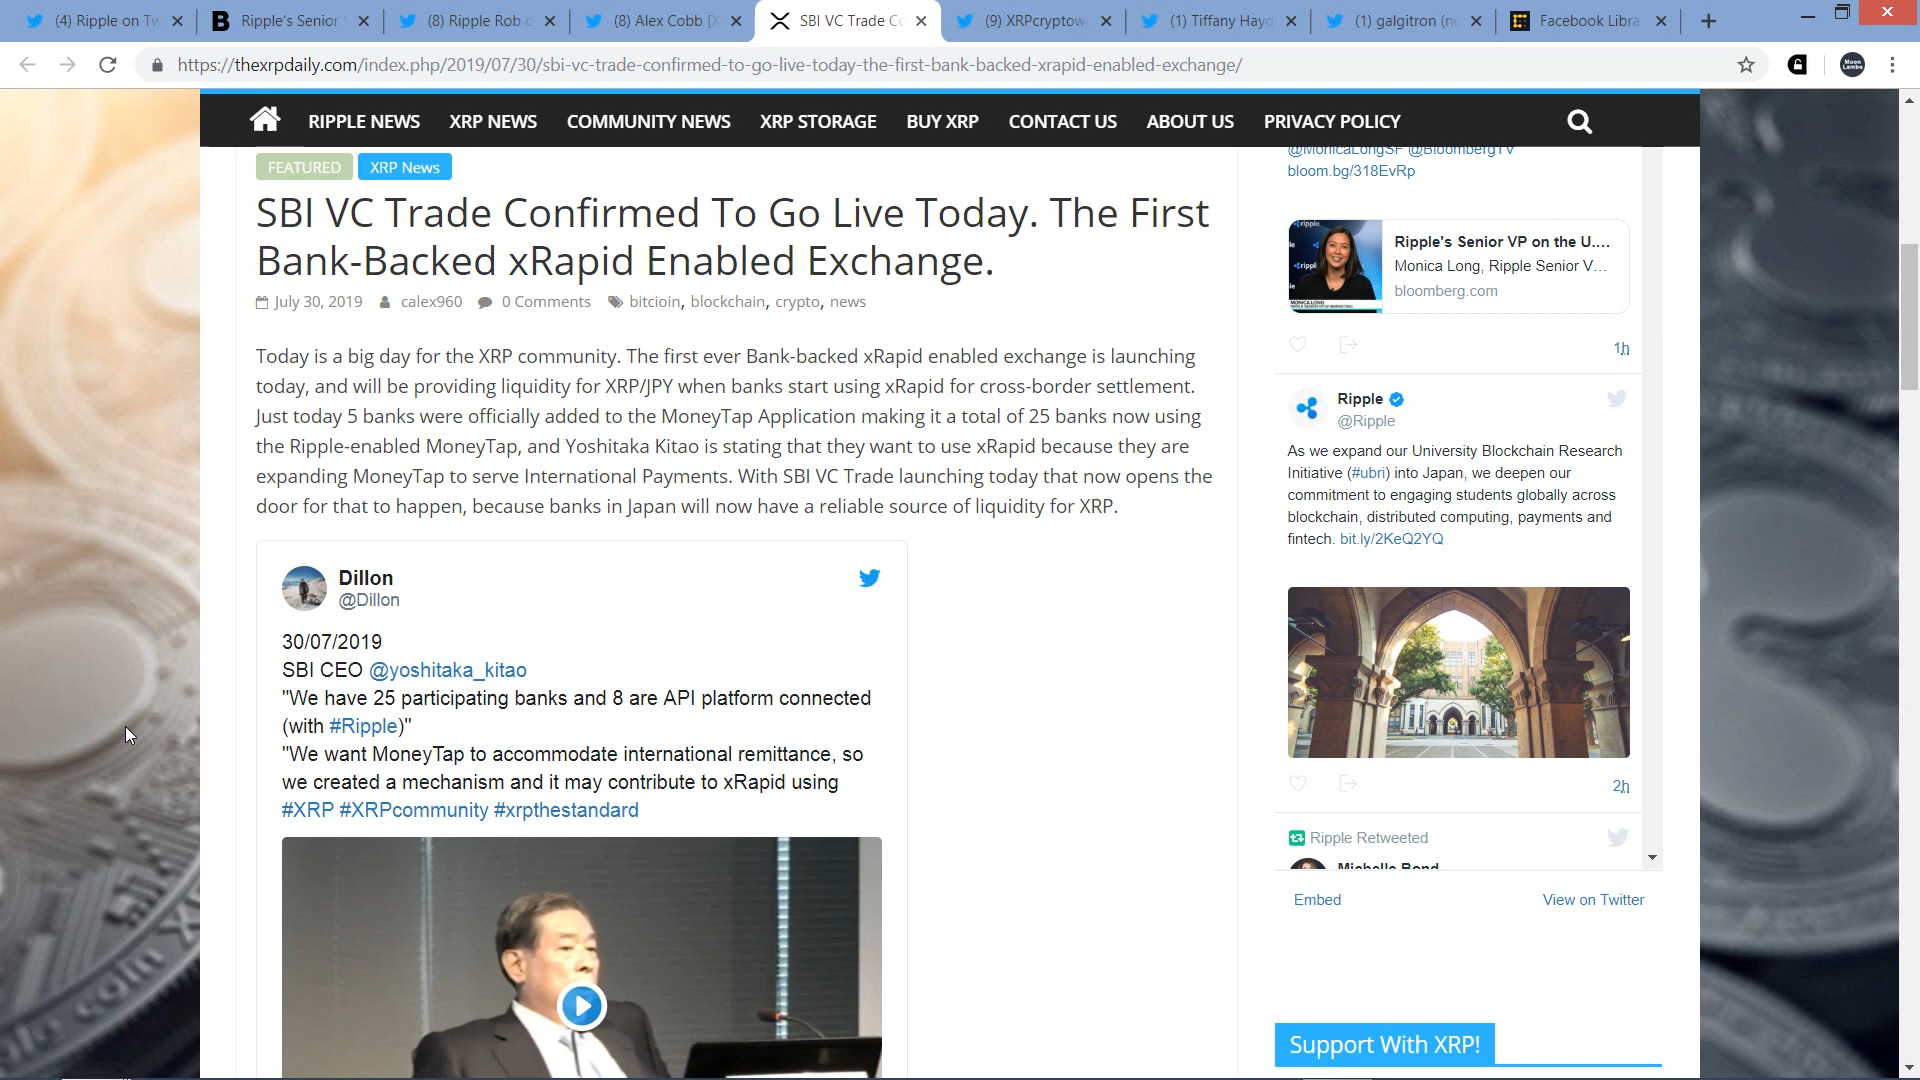 (4) Ripple on Tw
Ripple's Senior
(8) Ripple Rob o
(8) Alex Cobb [X
SBI VC Trade Co
(9) XRPcryptow
(1) Tiffany Hayd
(1) galgitron (no
Facebook Libra
https://thexrpdaily.com/index.php/2019/07/30/sbi-vc-trade-confirmed-to-go-live-today-the-first-bank-backed-xrapid-enabled-exchange/
Moon Lambo
RIPPLE NEWS XRP NEWS COMMUNITY NEWS XRP STORAGE BUY XRP CONTACT US ABOUT US PRIVACY POLICY
FEATURED XRP News
SBI VC Trade Confirmed To Go Live Today. The First
Bank-Backed xRapid Enabled Exchange.
July 30, 2019 calex960 0 Comments bitcioin, blockchain, crypto, news
Today is a big day for the XRP community. The first ever Bank-backed xRapid enabled exchange is launching
today, and will be providing liquidity for XRP/JPY when banks start using xRapid for cross-border settlement.
Just today 5 banks were officially added to the MoneyTap Application making it a total of 25 banks now using
the Ripple-enabled MoneyTap, and Yoshitaka Kitao is stating that they want to use xRapid because they are
expanding MoneyTap to serve International Payments. With SBI VC Trade launching today that now opens the
door for that to happen, because banks in Japan will now have a reliable source of liquidity for XRP.
Dillon
@Dillon
30/07/2019
SBI CEO @yoshitaka_kitao
"We have 25 participating banks and 8 are API platform connected
(with #Ripple)"
"We want MoneyTap to accommodate international remittance, so
we created a mechanism and it may contribute to xRapid using
#XRP #XRPcommunity #xrpthestandard
@MonicaLongSF @BloombergTV
bloom.bg/318EvRp
Ripple's Senior VP on the U....
Monica Long, Ripple Senior V...
bloomberg.com
MONICA LONG
1h
Ripple
@Ripple
As we expand our University Blockchain Research
Initiative (#ubri) into Japan, we deepen our
commitment to engaging students globally across
blockchain, distributed computing, payments and
fintech. bit.ly/2KeQ2YQ
2h
Ripple Retweeted
Michelle Bond
Embed View on Twitter
Support With XRP!